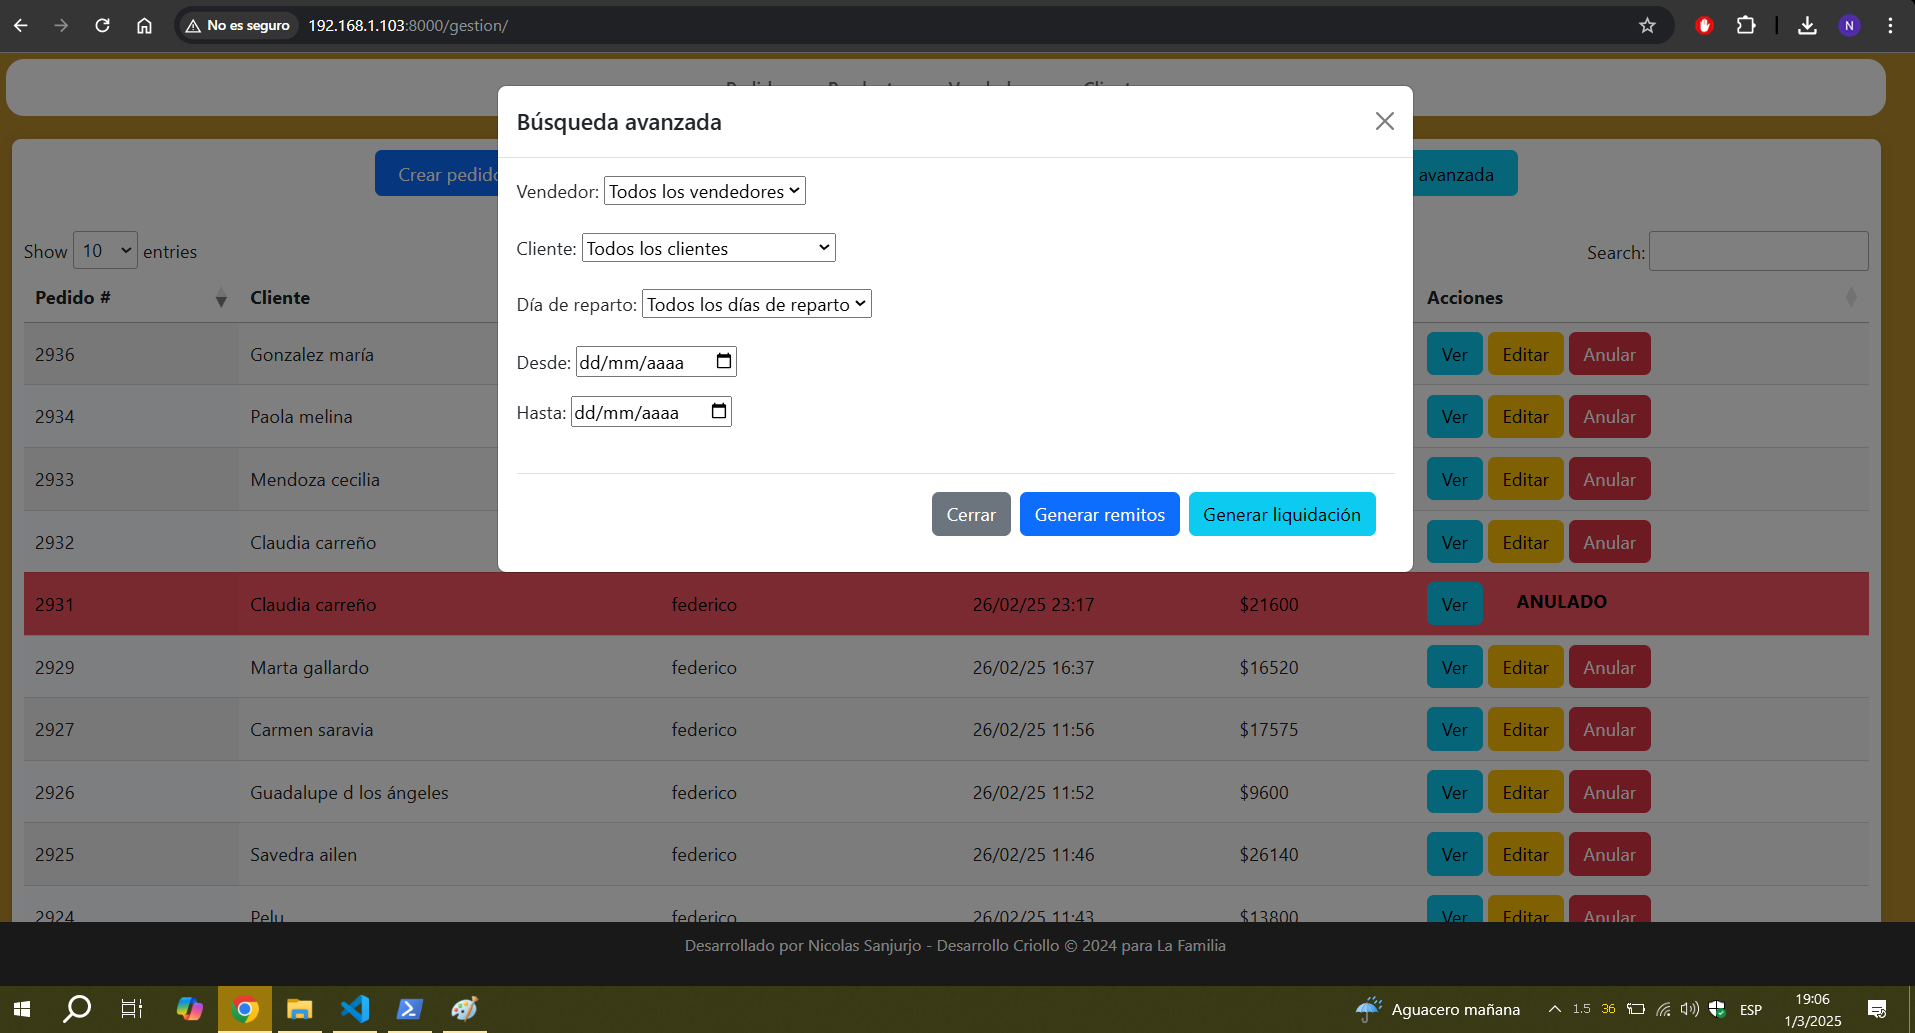 No es seguro 192.168.1.103:8000/gestion/ N
Búsqueda avanzada
Crear pedido avanzada
Vendedor: Todos los vendedores
Cliente: Todos los clientes
Día de reparto: Todos los días de reparto
Desde: dd/mm/aaaa
Hasta: dd/mm/aaaa
Cerrar Generar remitos Generar liquidación
Show 10 entries Search:
Pedido # Cliente Acciones
2936 Gonzalez maría Ver Editar Anular
2934 Paola melina Ver Editar Anular
2933 Mendoza cecilia Ver Editar Anular
2932 Claudia carreño Ver Editar Anular
2931 Claudia carreño federico 26/02/25 23:17 $21600 Ver ANULADO
2929 Marta gallardo federico 26/02/25 16:37 $16520 Ver Editar Anular
2927 Carmen saravia federico 26/02/25 11:56 $17575 Ver Editar Anular
2926 Guadalupe d los ángeles federico 26/02/25 11:52 $9600 Ver Editar Anular
2925 Savedra ailen federico 26/02/25 11:46 $26140 Ver Editar Anular
2924 Pelu federico 26/02/25 11:43 $13800 Ver Editar Anular
Desarrollado por Nicolas Sanjurjo - Desarrollo Criollo © 2024 para La Familia
Aguacero mañana 1.5 36 ESP 19:06
1/3/2025